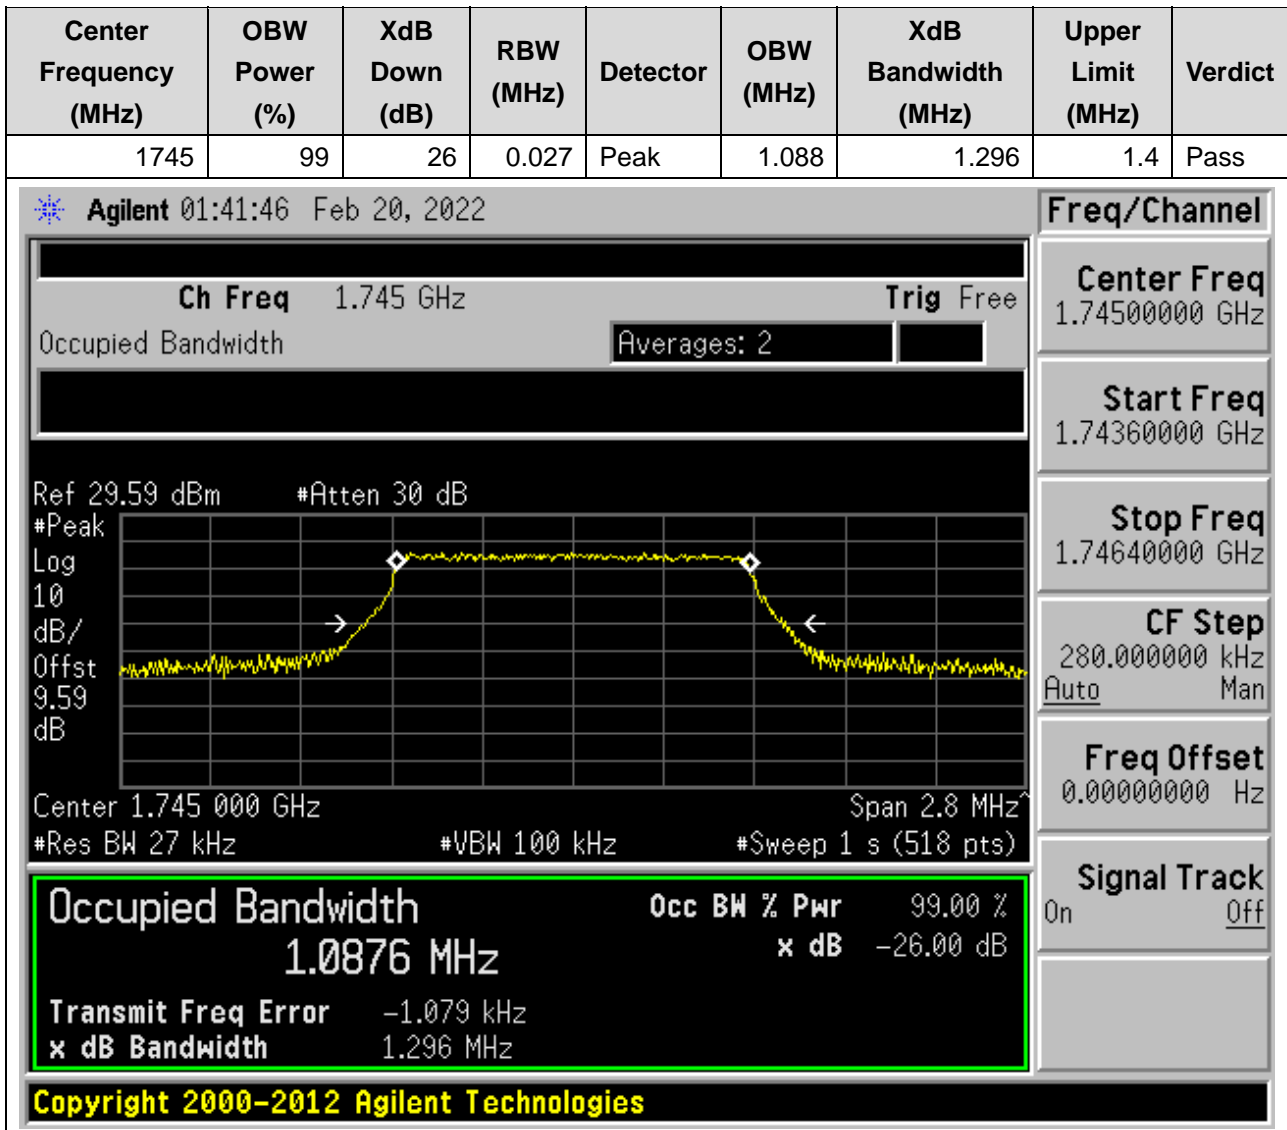 Center Frequency (MHz) OBW Power (%) XdB Down (dB) RBW (MHz) Detector OBW (MHz) XdB Bandwidth (MHz) Upper Limit (MHz) Verdict
1745 99 26 0.027 Peak 1.088 1.296 1.4 Pass
Agilent 01:41:46 Feb 20, 2022
Freq/Channel
Ch Freq 1.745 GHz Trig Free
Occupied Bandwidth Averages: 2
Center Freq
1.74500000 GHz
Start Freq
1.74360000 GHz
Stop Freq
1.74640000 GHz
CF Step
280.000000 kHz
Auto Man
Freq Offset
0.00000000 Hz
Signal Track
On Off
Ref 29.59 dBm #Atten 30 dB
#Peak
Log
10
dB/
Offst
9.59
dB
Center 1.745 000 GHz Span 2.8 MHz^
#Res BW 27 kHz #VBW 100 kHz #Sweep 1 s (518 pts)
Occupied Bandwidth Occ BW % Pwr 99.00 %
1.0876 MHz x dB -26.00 dB
Transmit Freq Error -1.079 kHz
x dB Bandwidth 1.296 MHz
Copyright 2000-2012 Agilent Technologies